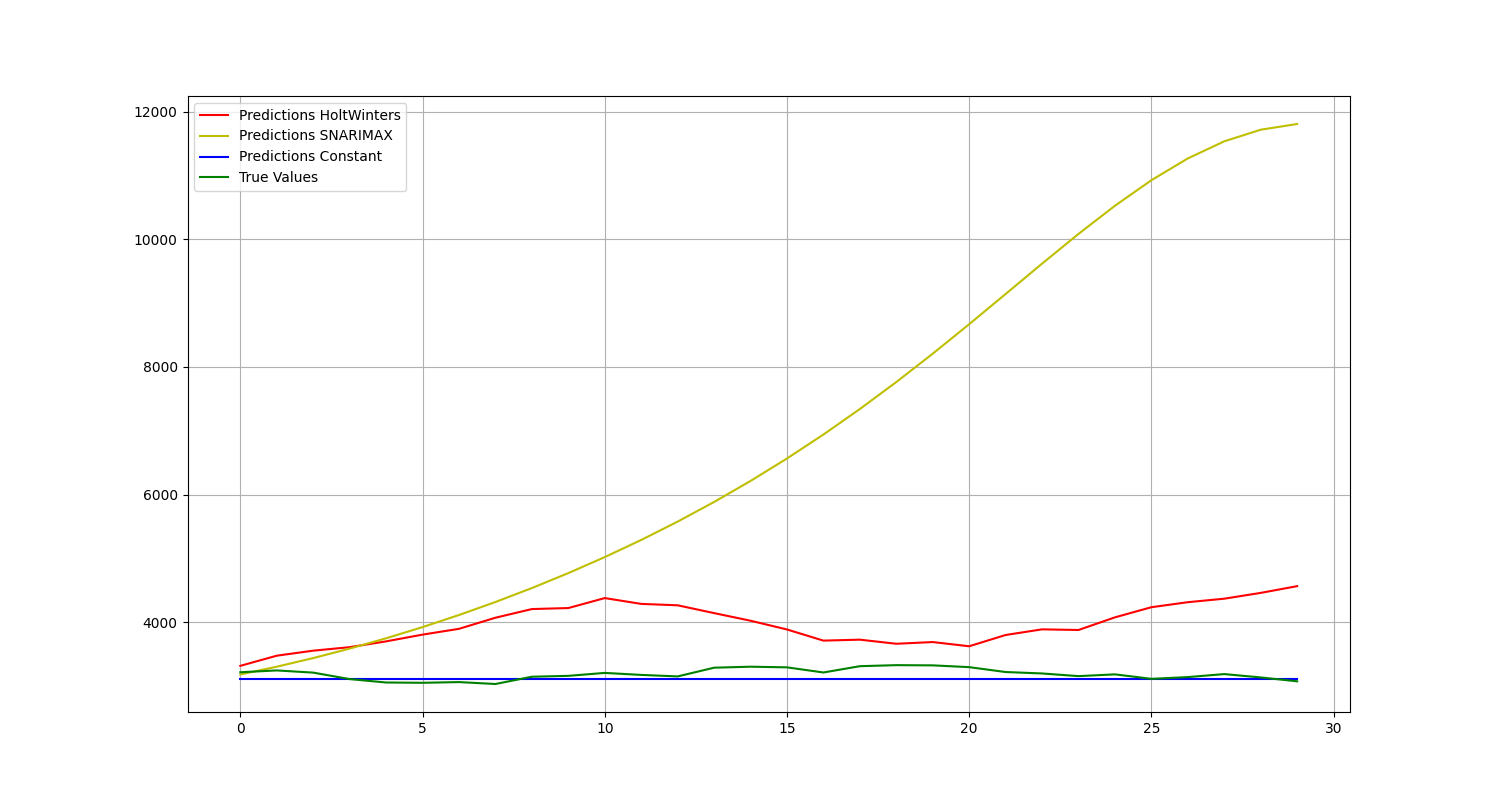 12000
10000
8000
6000
4000
Predictions HoltWinters
Predictions SNARIMAX
Predictions Constant
True Values
0 5 10 15 20 25 30